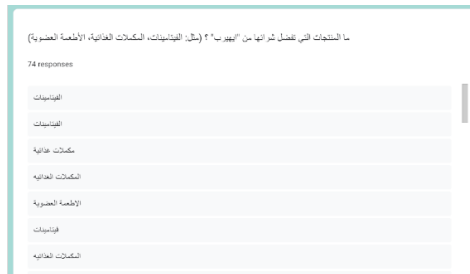 ما المنتجات التي تفضل شرائها من "ايهيرب" ؟ (مثل: الفيتامينات، المكملات الغذائية، الأطعمة العضوية)
74 responses
الفيتامينات
الفيتامينات
مكملات غذائية
المكملات الغذائيه
الاطعمة العضوية
فيتامينات
المكملات الغذائيه